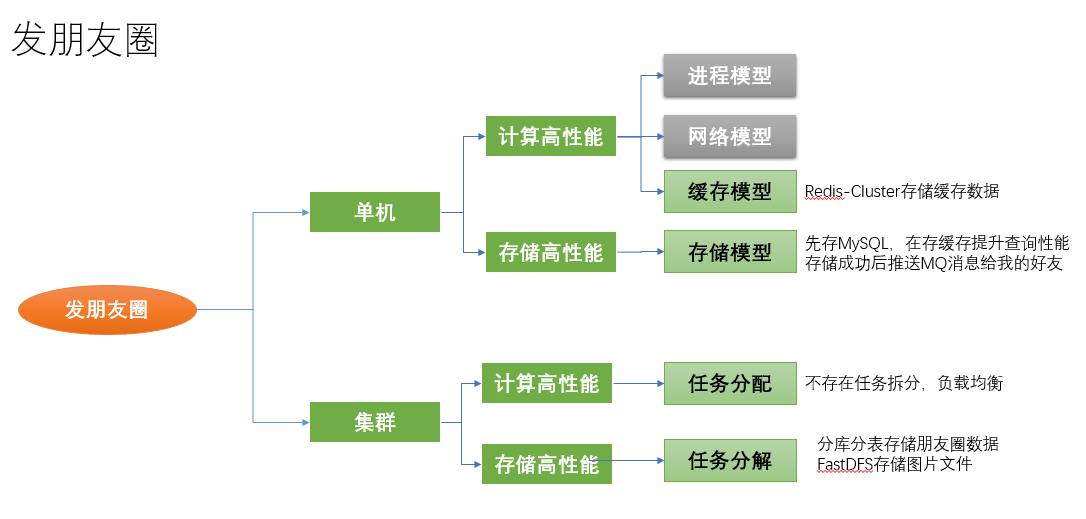 发朋友圈
进程模型
计算高性能
网络模型
单机
缓存模型
Redis-Cluster存储缓存数据
存储高性能
存储模型
先存MySQL，在存缓存提升查询性能
存储成功后推送MQ消息给我的好友
发朋友圈
计算高性能
任务分配
不存在任务拆分，负载均衡
集群
存储高性能
任务分解
分库分表存储朋友圈数据
FastDFS存储图片文件